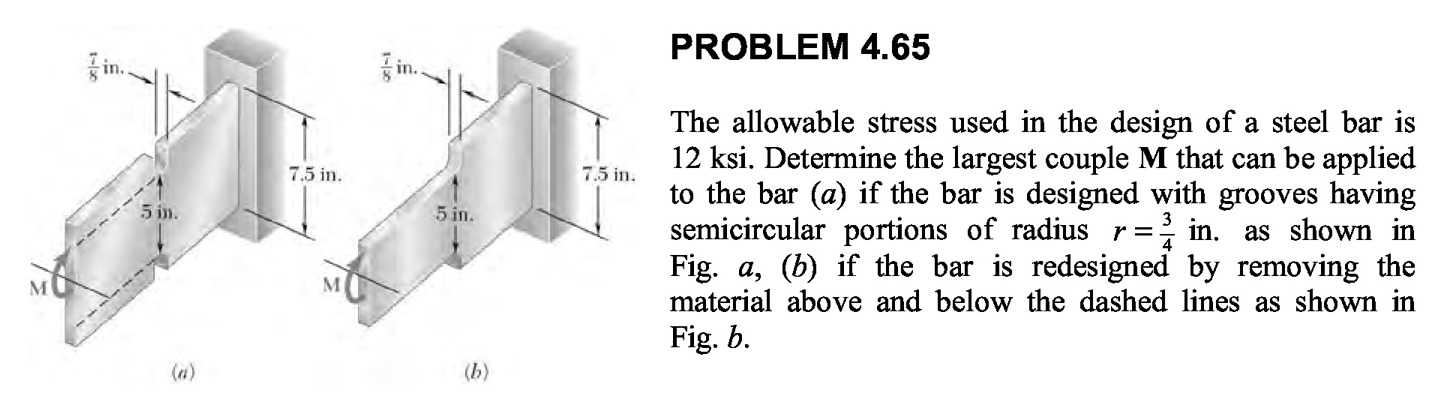 7/8 in.
7.5 in.
5 in.
M
(a)
7/8 in.
7.5 in.
5 in.
M
(b)
PROBLEM 4.65
The allowable stress used in the design of a steel bar is
12 ksi. Determine the largest couple M that can be applied
to the bar (a) if the bar is designed with grooves having
semicircular portions of radius r = 3/4 in. as shown in
Fig. a, (b) if the bar is redesigned by removing the
material above and below the dashed lines as shown in
Fig. b.